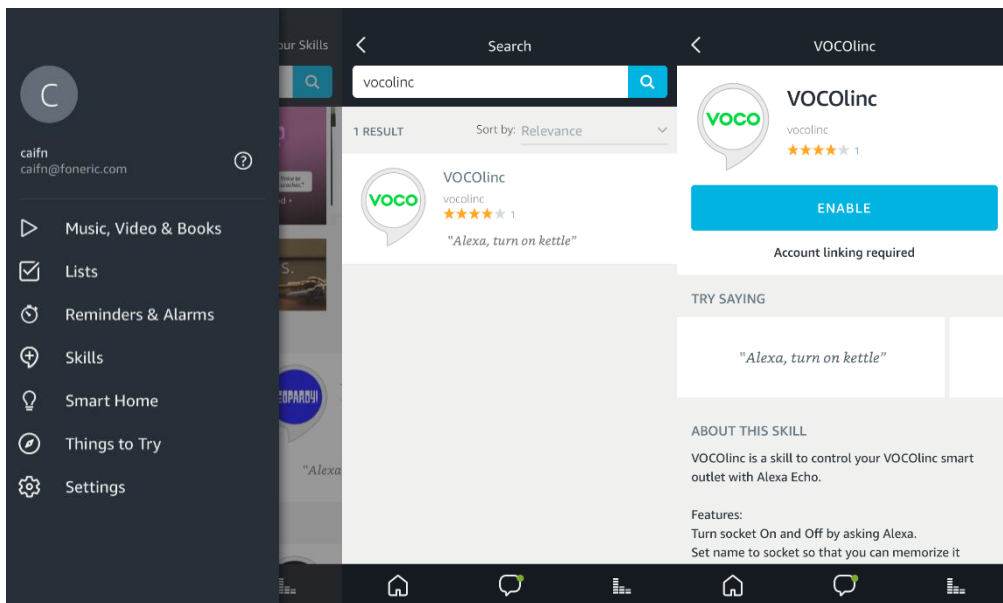 C
caifn
caifn@foneric.com
?
Music, Video & Books
Lists
Reminders & Alarms
Skills
Smart Home
Things to Try
Settings
our Skills
S.
"Alexa
Search
vocolinc
1 RESULT
Sort by: Relevance
VOCO
VOCOlinc
vocolinc
1
"Alexa, turn on kettle"
VOCOlinc
VOCO
VOCOlinc
vocolinc
1
ENABLE
Account linking required
TRY SAYING
"Alexa, turn on kettle"
ABOUT THIS SKILL
VOCOlinc is a skill to control your VOCOlinc smart
outlet with Alexa Echo.
Features:
Turn socket On and Off by asking Alexa.
Set name to socket so that you can memorize it